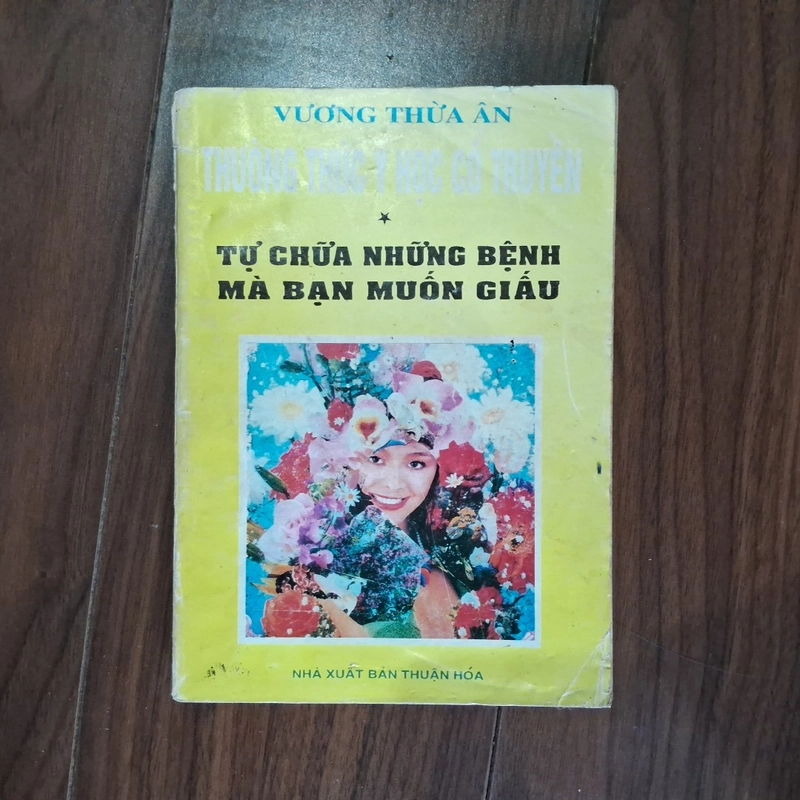 VƯƠNG THỪA ÂN
THƯỜNG THỨC Y HỌC CỔ TRUYỀN
TỰ CHỮA NHỮNG BỆNH
MÀ BẠN MUỐN GIẤU
NHÀ XUẤT BẢN THUẬN HÓA